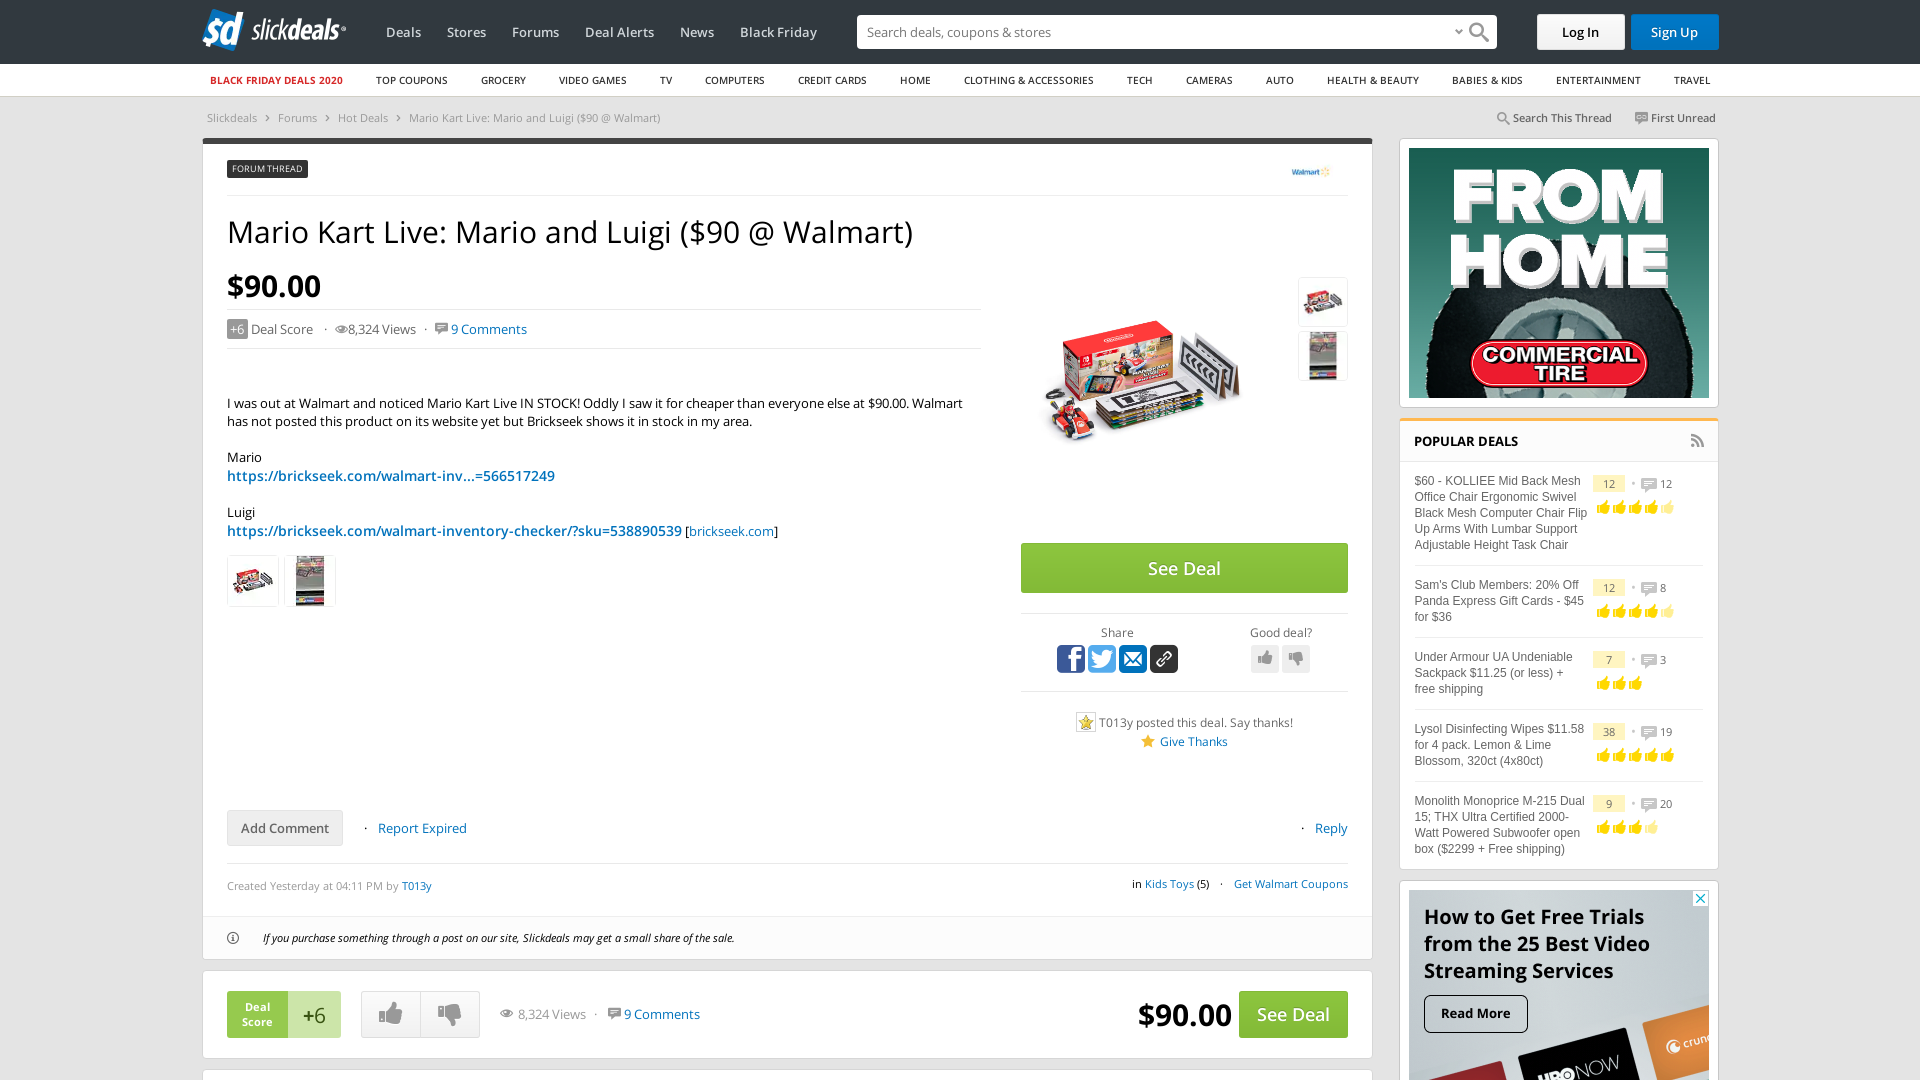 slickdeals
Deals
Stores
Forums
Deal Alerts
News
Black Friday
Search deals, coupons & stores
Log In
Sign Up
BLACK FRIDAY DEALS 2020
TOP COUPONS
GROCERY
VIDEO GAMES
TV
COMPUTERS
CREDIT CARDS
HOME
CLOTHING & ACCESSORIES
TECH
CAMERAS
AUTO
HEALTH & BEAUTY
BABIES & KIDS
ENTERTAINMENT
TRAVEL
Slickdeals > Forums > Hot Deals > Mario Kart Live: Mario and Luigi ($90 @ Walmart)
Search This Thread
First Unread
FORUM THREAD
Walmart
Mario Kart Live: Mario and Luigi ($90 @ Walmart)
$90.00
+6 Deal Score · 8,324 Views · 9 Comments
I was out at Walmart and noticed Mario Kart Live IN STOCK! Oddly I saw it for cheaper than everyone else at $90.00. Walmart
has not posted this product on its website yet but Brickseek shows it in stock in my area.
Mario
https://brickseek.com/walmart-inv...=566517249
Luigi
https://brickseek.com/walmart-inventory-checker/?sku=538890539 [brickseek.com]
See Deal
Share
Good deal?
T013y posted this deal. Say thanks!
Give Thanks
Add Comment
· Report Expired
· Reply
Created Yesterday at 04:11 PM by T013y
in Kids Toys (5) · Get Walmart Coupons
If you purchase something through a post on our site, Slickdeals may get a small share of the sale.
Deal
Score
+6
8,324 Views · 9 Comments
$90.00
See Deal
FROM
HOME
COMMERCIAL
TIRE
POPULAR DEALS
$60 - KOLLIEE Mid Back Mesh
Office Chair Ergonomic Swivel
Black Mesh Computer Chair Flip
Up Arms With Lumbar Support
Adjustable Height Task Chair
12 • 12
Sam's Club Members: 20% Off
Panda Express Gift Cards - $45
for $36
12 • 8
Under Armour UA Undeniable
Sackpack $11.25 (or less) +
free shipping
7 • 3
Lysol Disinfecting Wipes $11.58
for 4 pack. Lemon & Lime
Blossom, 320ct (4x80ct)
38 • 19
Monolith Monoprice M-215 Dual
15; THX Ultra Certified 2000-
Watt Powered Subwoofer open
box ($2299 + Free shipping)
9 • 20
How to Get Free Trials
from the 25 Best Video
Streaming Services
Read More
HBO NOW
crunc